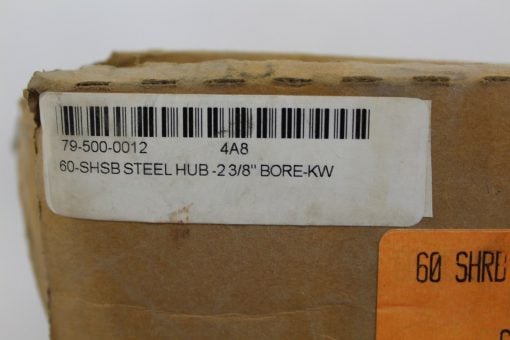 79-500-0012 4A8
60-SHSB STEEL HUB -2 3/8" BORE-KW
60 SHRD